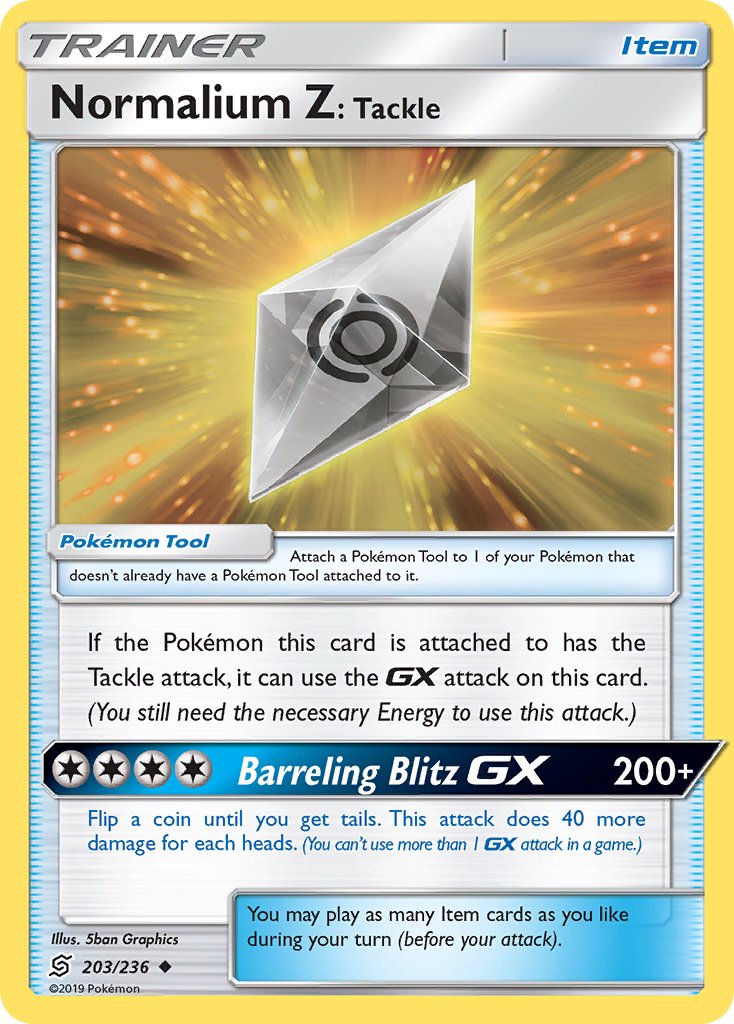 TRAINER
Item
Normalium Z: Tackle
Pokémon Tool
Attach a Pokémon Tool to 1 of your Pokémon that
doesn't already have a Pokémon Tool attached to it.
If the Pokémon this card is attached to has the
Tackle attack, it can use the GX attack on this card.
(You still need the necessary Energy to use this attack.)
Barreling Blitz GX 200+
Flip a coin until you get tails. This attack does 40 more
damage for each heads. (You can't use more than 1 GX attack in a game.)
You may play as many Item cards as you like
during your turn (before your attack).
Illus. 5ban Graphics
203/236
©2019 Pokémon